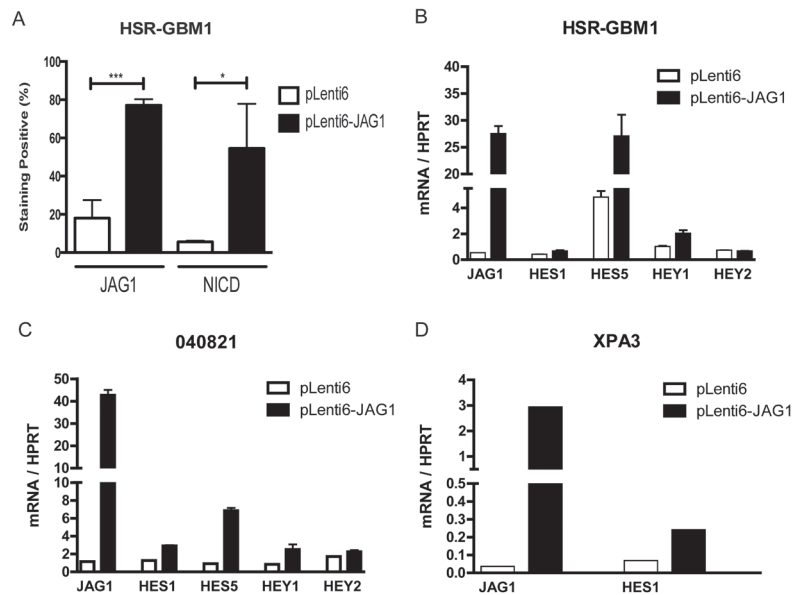 A
HSR-GBM1
Staining Positive (%)
100
80
60
40
20
0
***
*
pLenti6
pLenti6-JAG1
JAG1
NICD
B
HSR-GBM1
mRNA / HPRT
40
35
30
25
20
4
2
0
pLenti6
pLenti6-JAG1
JAG1
HES1
HES5
HEY1
HEY2
C
040821
mRNA / HPRT
50
40
30
20
10
8
6
4
2
0
pLenti6
pLenti6-JAG1
JAG1
HES1
HES5
HEY1
HEY2
D
XPA3
mRNA / HPRT
4
3
2
1
0.5
0.4
0.3
0.2
0.1
0.0
pLenti6
pLenti6-JAG1
JAG1
HES1